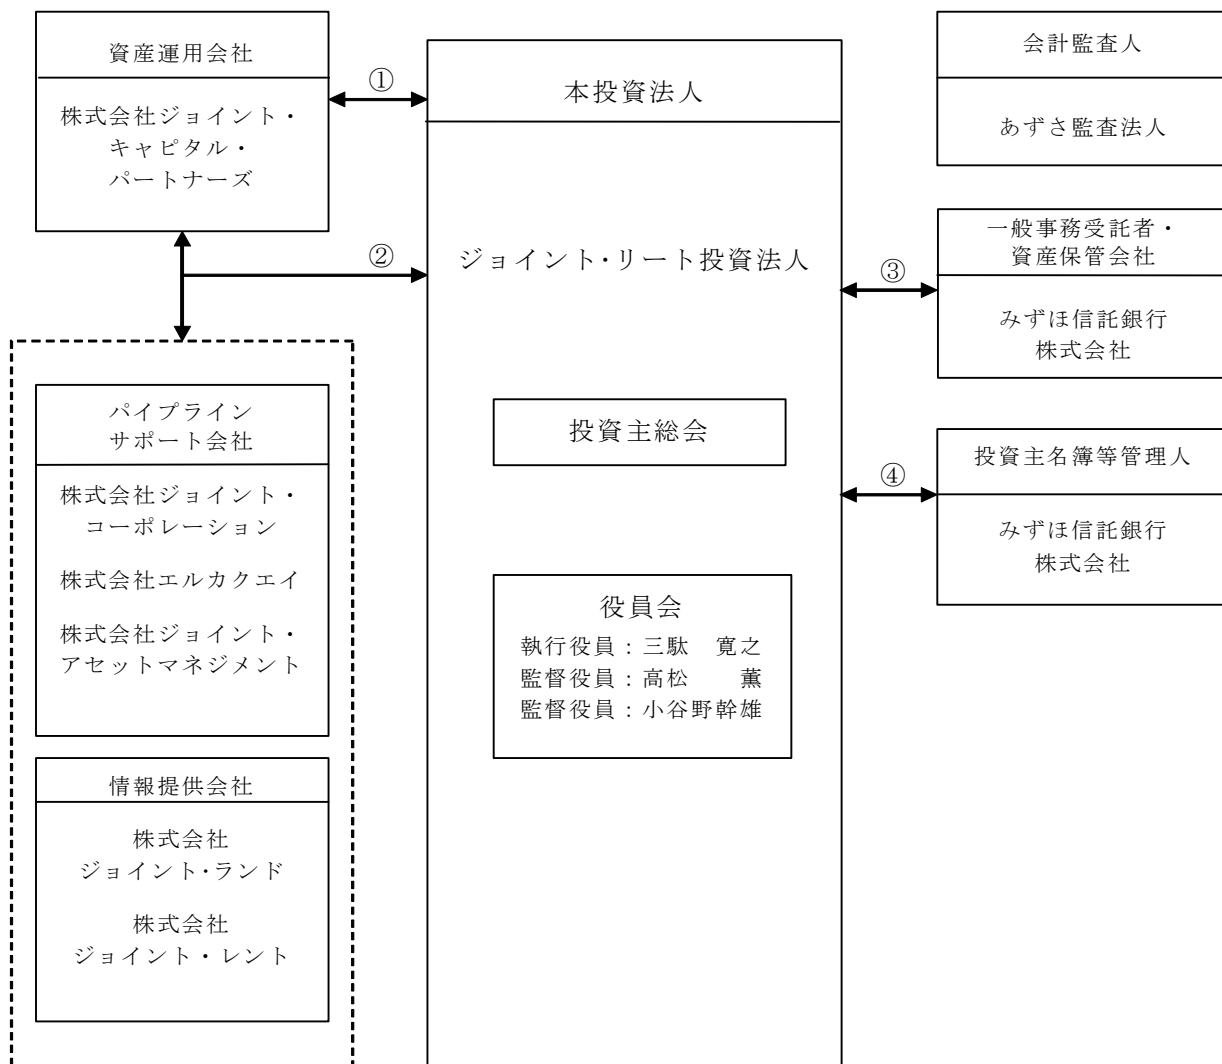 資産運用会社
株式会社ジョイント・
キャピタル・
パートナーズ
①
②
パイプライン
サポート会社
株式会社ジョイント・
コーポレーション
株式会社エルカクエイ
株式会社ジョイント・
アセットマネジメント
情報提供会社
株式会社
ジョイント・ランド
株式会社
ジョイント・レント
本投資法人
ジョイント・リート投資法人
投資主総会
役員会
執行役員：三駄　寛之
監督役員：高松　　薫
監督役員：小谷野幹雄
会計監査人
あずさ監査法人
一般事務受託者・
資産保管会社
③
みずほ信託銀行
株式会社
投資主名簿等管理人
④
みずほ信託銀行
株式会社